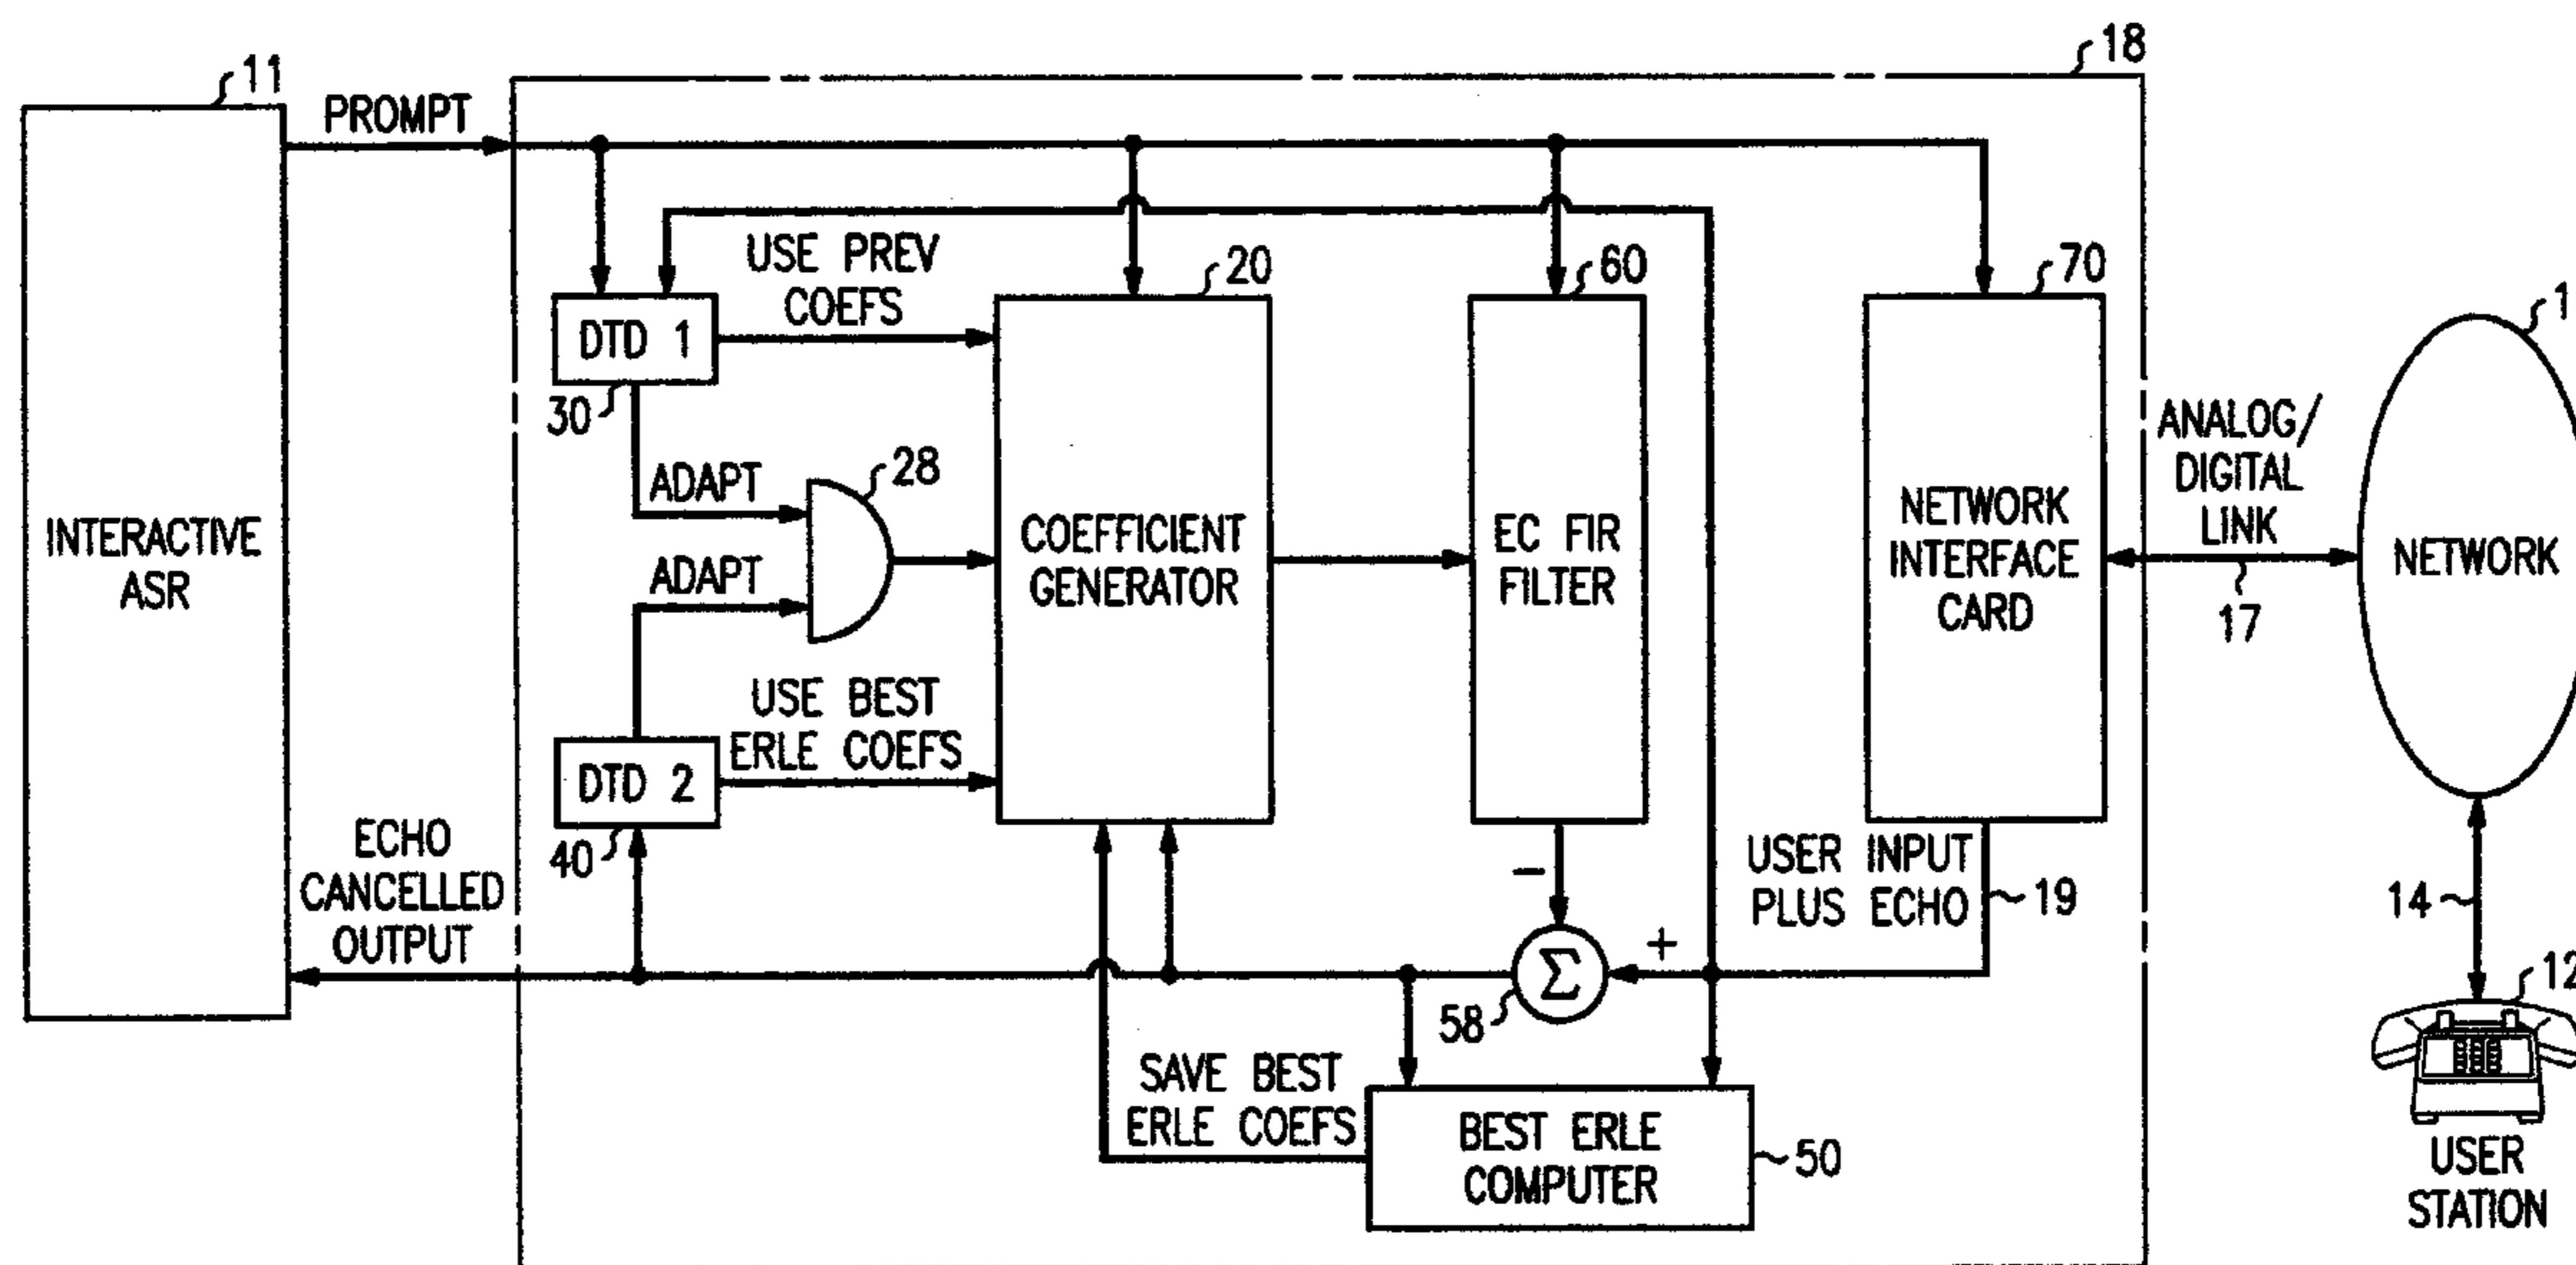 11
PROMPT
18
USE PREV
COEFS
20
60
70
DTD 1
30
ADAPT
28
ADAPT
INTERACTIVE
ASR
COEFFICIENT
GENERATOR
EC FIR
FILTER
NETWORK
INTERFACE
CARD
ANALOG/
DIGITAL
LINK
17
1
NETWORK
USE BEST
ERLE COEFS
DTD 2
40
ECHO
CANCELLED
OUTPUT
-
+
Σ
58
USER INPUT
PLUS ECHO
19
14
12
SAVE BEST
ERLE COEFS
BEST ERLE
COMPUTER
50
USER
STATION